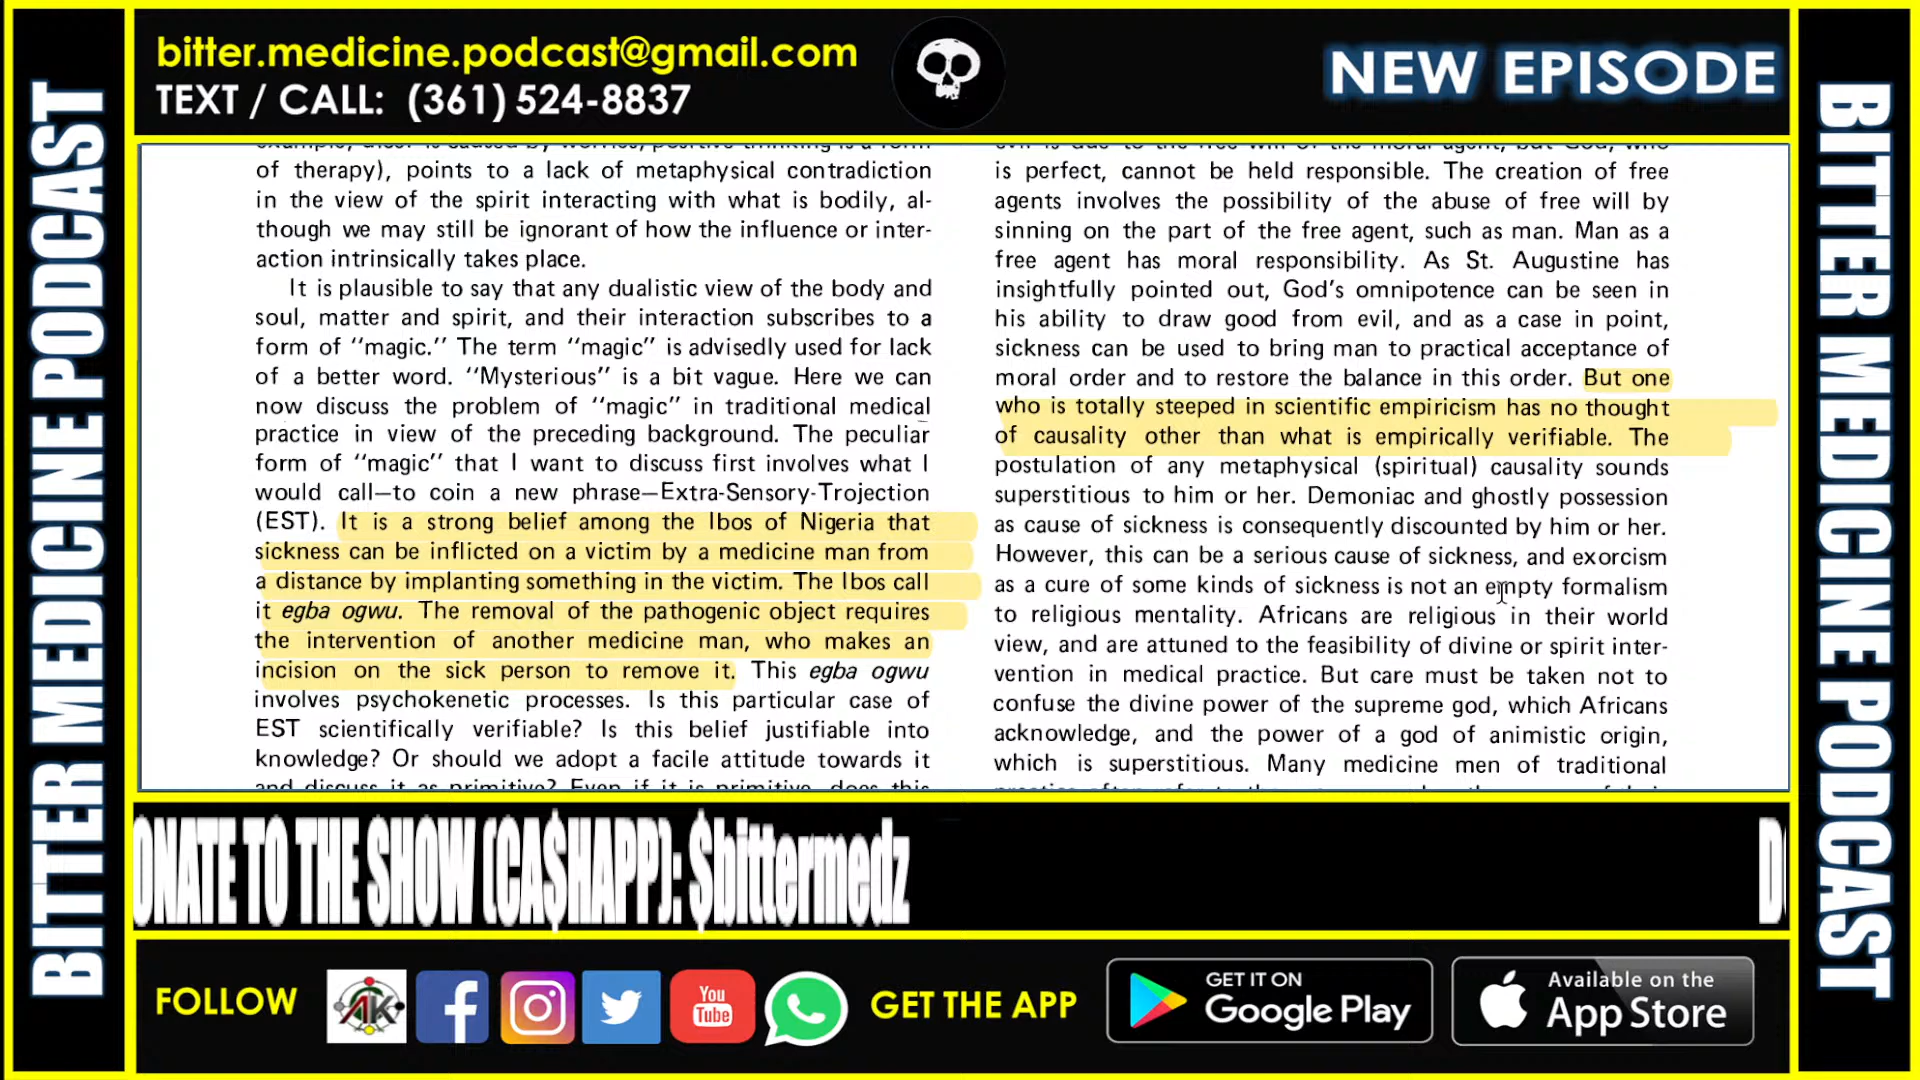 bitter.medicine.podcast@gmail.com
TEXT / CALL: (361) 524-8837
NEW EPISODE
BITTER MEDICINE PODCAST
of therapy), points to a lack of metaphysical contradiction
in the view of the spirit interacting with what is bodily, al-
though we may still be ignorant of how the influence or inter-
action intrinsically takes place.
It is plausible to say that any dualistic view of the body and
soul, matter and spirit, and their interaction subscribes to a
form of ‘‘magic.’’ The term ‘‘magic’’ is advisedly used for lack
of a better word. ‘‘Mysterious’’ is a bit vague. Here we can
now discuss the problem of ‘‘magic’’ in traditional medical
practice in view of the preceding background. The peculiar
form of ‘‘magic’’ that I want to discuss first involves what I
would call—to coin a new phrase—Extra-Sensory-Trojection
(EST). It is a strong belief among the Ibos of Nigeria that
sickness can be inflicted on a victim by a medicine man from
a distance by implanting something in the victim. The Ibos call
it egba ogwu. The removal of the pathogenic object requires
the intervention of another medicine man, who makes an
incision on the sick person to remove it. This egba ogwu
involves psychokenetic processes. Is this particular case of
EST scientifically verifiable? Is this belief justifiable into
knowledge? Or should we adopt a facile attitude towards it
and discuss it as primitive? Even if it is primitive, does this
is perfect, cannot be held responsible. The creation of free
agents involves the possibility of the abuse of free will by
sinning on the part of the free agent, such as man. Man as a
free agent has moral responsibility. As St. Augustine has
insightfully pointed out, God's omnipotence can be seen in
his ability to draw good from evil, and as a case in point,
sickness can be used to bring man to practical acceptance of
moral order and to restore the balance in this order. But one
who is totally steeped in scientific empiricism has no thought
of causality other than what is empirically verifiable. The
postulation of any metaphysical (spiritual) causality sounds
superstitious to him or her. Demoniac and ghostly possession
as cause of sickness is consequently discounted by him or her.
However, this can be a serious cause of sickness, and exorcism
as a cure of some kinds of sickness is not an empty formalism
to religious mentality. Africans are religious in their world
view, and are attuned to the feasibility of divine or spirit inter-
vention in medical practice. But care must be taken not to
confuse the divine power of the supreme god, which Africans
acknowledge, and the power of a god of animistic origin,
which is superstitious. Many medicine men of traditional
BITTER MEDICINE PODCAST
ONATE TO THE SHOW (CA$HAPP): $bittermedz
D
FOLLOW
AK
You
Tube
GET THE APP
GET IT ON
Google Play
Available on the
App Store